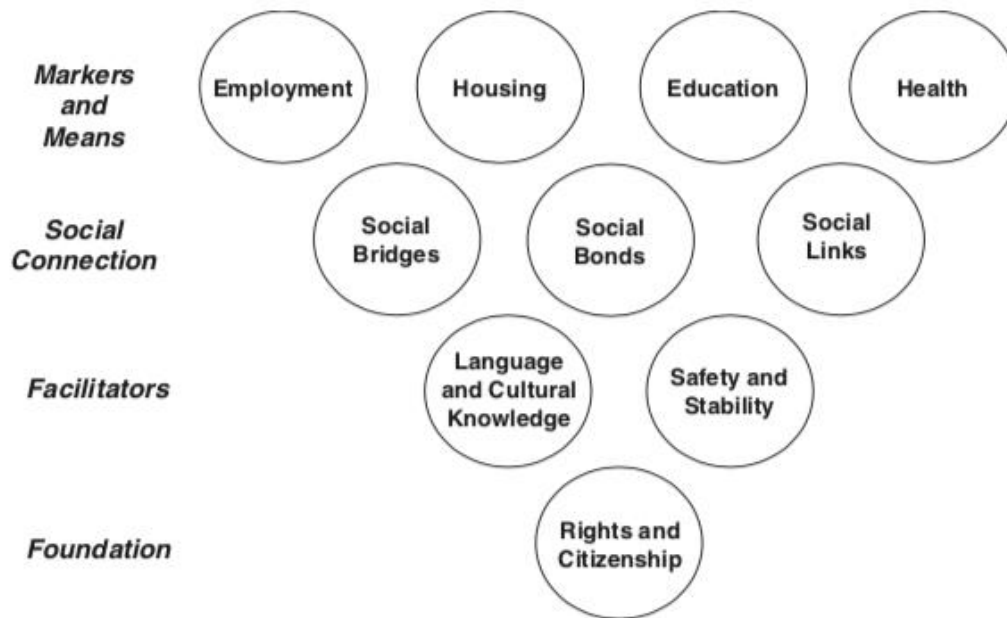 Markers
and
Means
Employment
Housing
Education
Health
Social
Connection
Social
Bridges
Social
Bonds
Social
Links
Facilitators
Language
and Cultural
Knowledge
Safety and
Stability
Foundation
Rights and
Citizenship